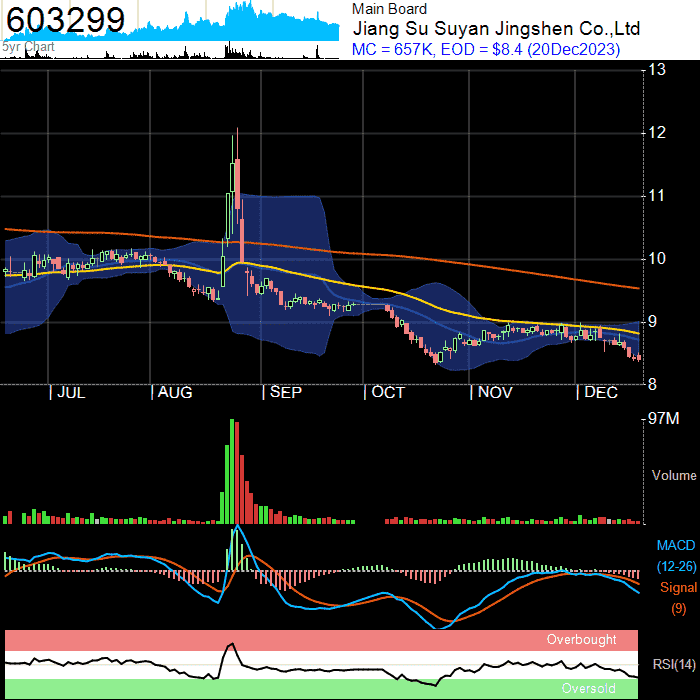 603299
5yr Chart
Main Board
Jiang Su Suyan Jingshen Co.,Ltd
MC = 657K, EOD = $8.4 (20Dec2023)
13
12
11
10
9
8
JUL
AUG
SEP
OCT
NOV
DEC
97M
Volume
MACD
(12-26)
Signal
(9)
Overbought
RSI(14)
Oversold